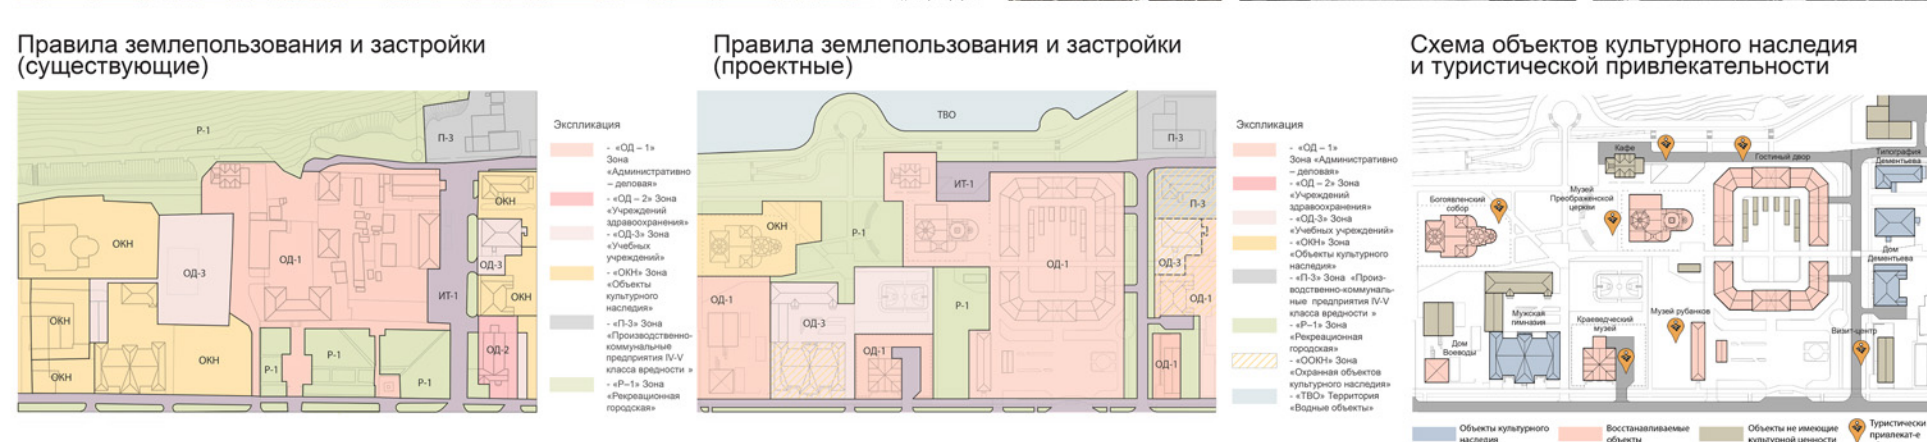 Правила землепользования и застройки
(существующие)
Р-1
П-3
ОКН
ОКН
ОД-3
ОД-1
ОД-3
ИТ-1
ОКН
ОКН
ОКН
ОКН
Р-1
Р-1
Р-1
ОД-2
Экспликация
- «ОД – 1»
Зона
«Административно
– деловая»
- «ОД – 2» Зона
«Учреждений
здравоохранения»
- «ОД-3» Зона
«Учебных
учреждений»
- «ОКН» Зона
«Объекты
культурного
наследия»
- «П-3» Зона
«Производственно-
коммунальные
предприятия IV-V
класса вредности »
- «Р–1» Зона
«Рекреационная
городская»
Правила землепользования и застройки
(проектные)
ТВО
П-3
ИТ-1
П-3
ОКН
Р-1
ОД-1
ОД-3
ОД-1
ОД-1
Р-1
ОД-3
ОД-1
ОД-1
Экспликация
- «ОД – 1»
Зона «Административно
– деловая»
- «ОД – 2» Зона
«Учреждений
здравоохранения»
- «ОД-3» Зона
«Учебных учреждений»
- «ОКН» Зона
«Объекты культурного
наследия»
- «П-3» Зона «Произ-
водственно-коммуналь-
ные предприятия IV-V
класса вредности »
- «Р–1» Зона
«Рекреационная
городская»
- «ООКН» Зона
«Охранная объектов
культурного наследия»
- «ТВО» Территория
«Водные объекты»
Схема объектов культурного наследия
и туристической привлекательности
Кафе
Гостиный двор
Типография
Дементьева
Музей
Преображенской
церкви
Богоявленский
собор
Дом
Дементьева
Мужская
гимназия
Краеведческий
музей
Музей рубанков
Визит-центр
Дом
Воеводы
Объекты культурного
наследия
Восстанавливаемые
объекты
Объекты не имеющие
культурной ценности
Туристически
привлекат-е